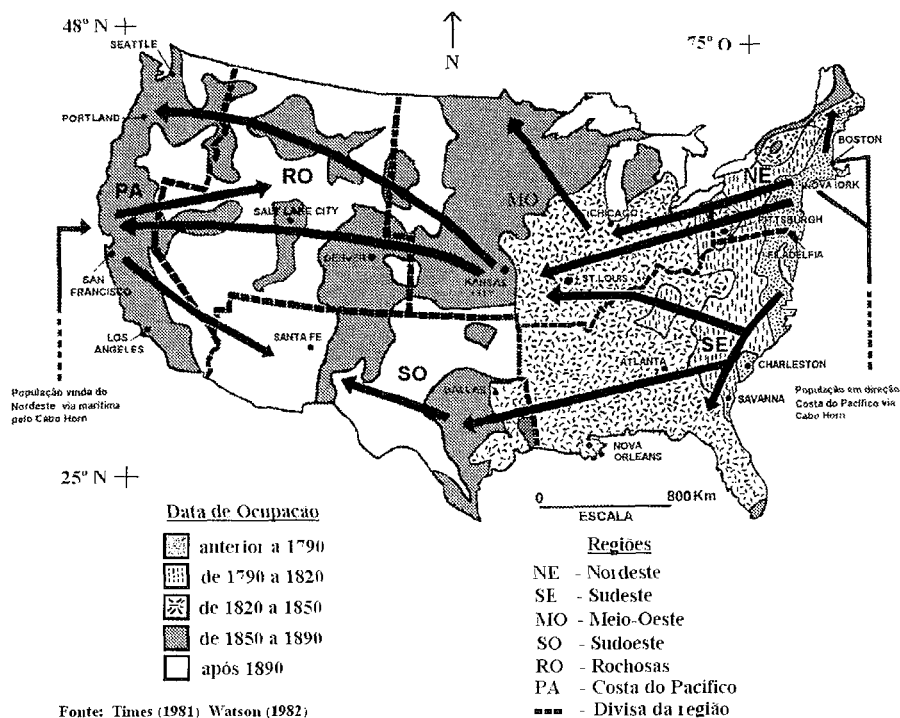 48° N
75° O
N
SEATTLE
PORTLAND
BOSTON
NE
NOVA IORK
PA
RO
MO
CHICAGO
PITTSBURGH
SALT LAKE CITY
FILADELFIA
DENVER
KANSAS
ST. LOUIS
SAN
FRANCISCO
LOS
ANGELES
SANTA FE
SE
ATLANTA
CHARLESTON
SO
DALLAS
SAVANNA
NOVA
ORLEANS
População vinda do
Nordeste via marítima
pelo Cabo Horn
População em direção
Costa do Pacífico via
Cabo Horn
25° N
0 800 Km
ESCALA
Data de Ocupacão
anterior a 1790
de 1790 a 1820
de 1820 a 1850
de 1850 a 1890
após 1890
Regiões
NE - Nordeste
SE - Sudeste
MO - Meio-Oeste
SO - Sudoeste
RO - Rochosas
PA - Costa do Pacífico
- Divisa da região
Fonte: Times (1981) Watson (1982)